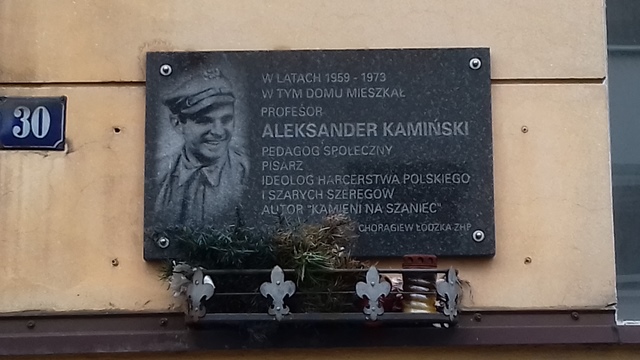 30
W LATACH 1959 - 1973
W TYM DOMU MIESZKAŁ
PROFESOR
ALEKSANDER KAMIŃSKI
PEDAGOG SPOŁECZNY
PISARZ
IDEOLOG HARCERSTWA POLSKIEGO
I SZARYCH SZEREGÓW
AUTOR "KAMIENI NA SZANIEC"
CHORĄGIEW ŁÓDZKA ZHP